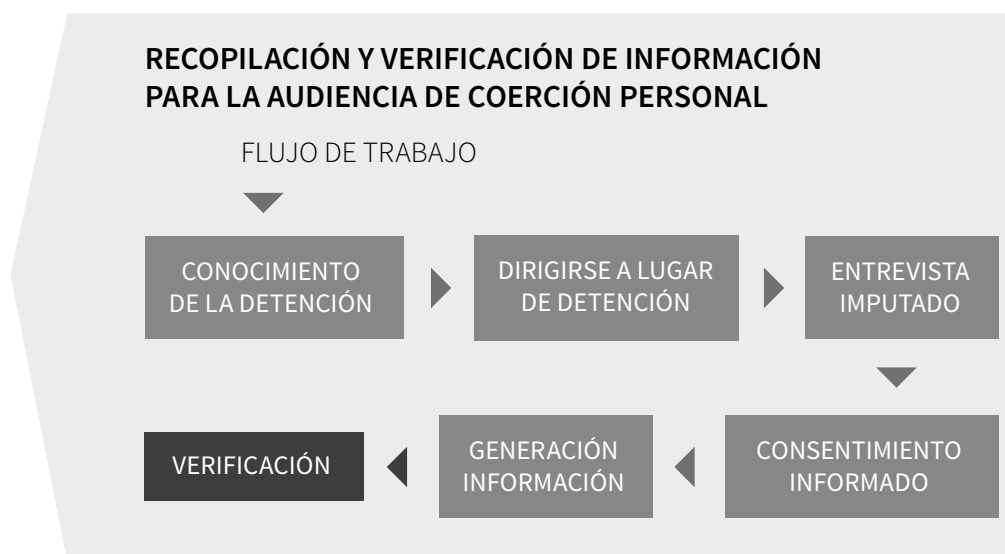 RECOPILACIÓN Y VERIFICACIÓN DE INFORMACIÓN
PARA LA AUDIENCIA DE COERCIÓN PERSONAL
FLUJO DE TRABAJO
CONOCIMIENTO
DE LA DETENCIÓN
DIRIGIRSE A LUGAR
DE DETENCIÓN
ENTREVISTA
IMPUTADO
CONSENTIMIENTO
INFORMADO
GENERACIÓN
INFORMACIÓN
VERIFICACIÓN